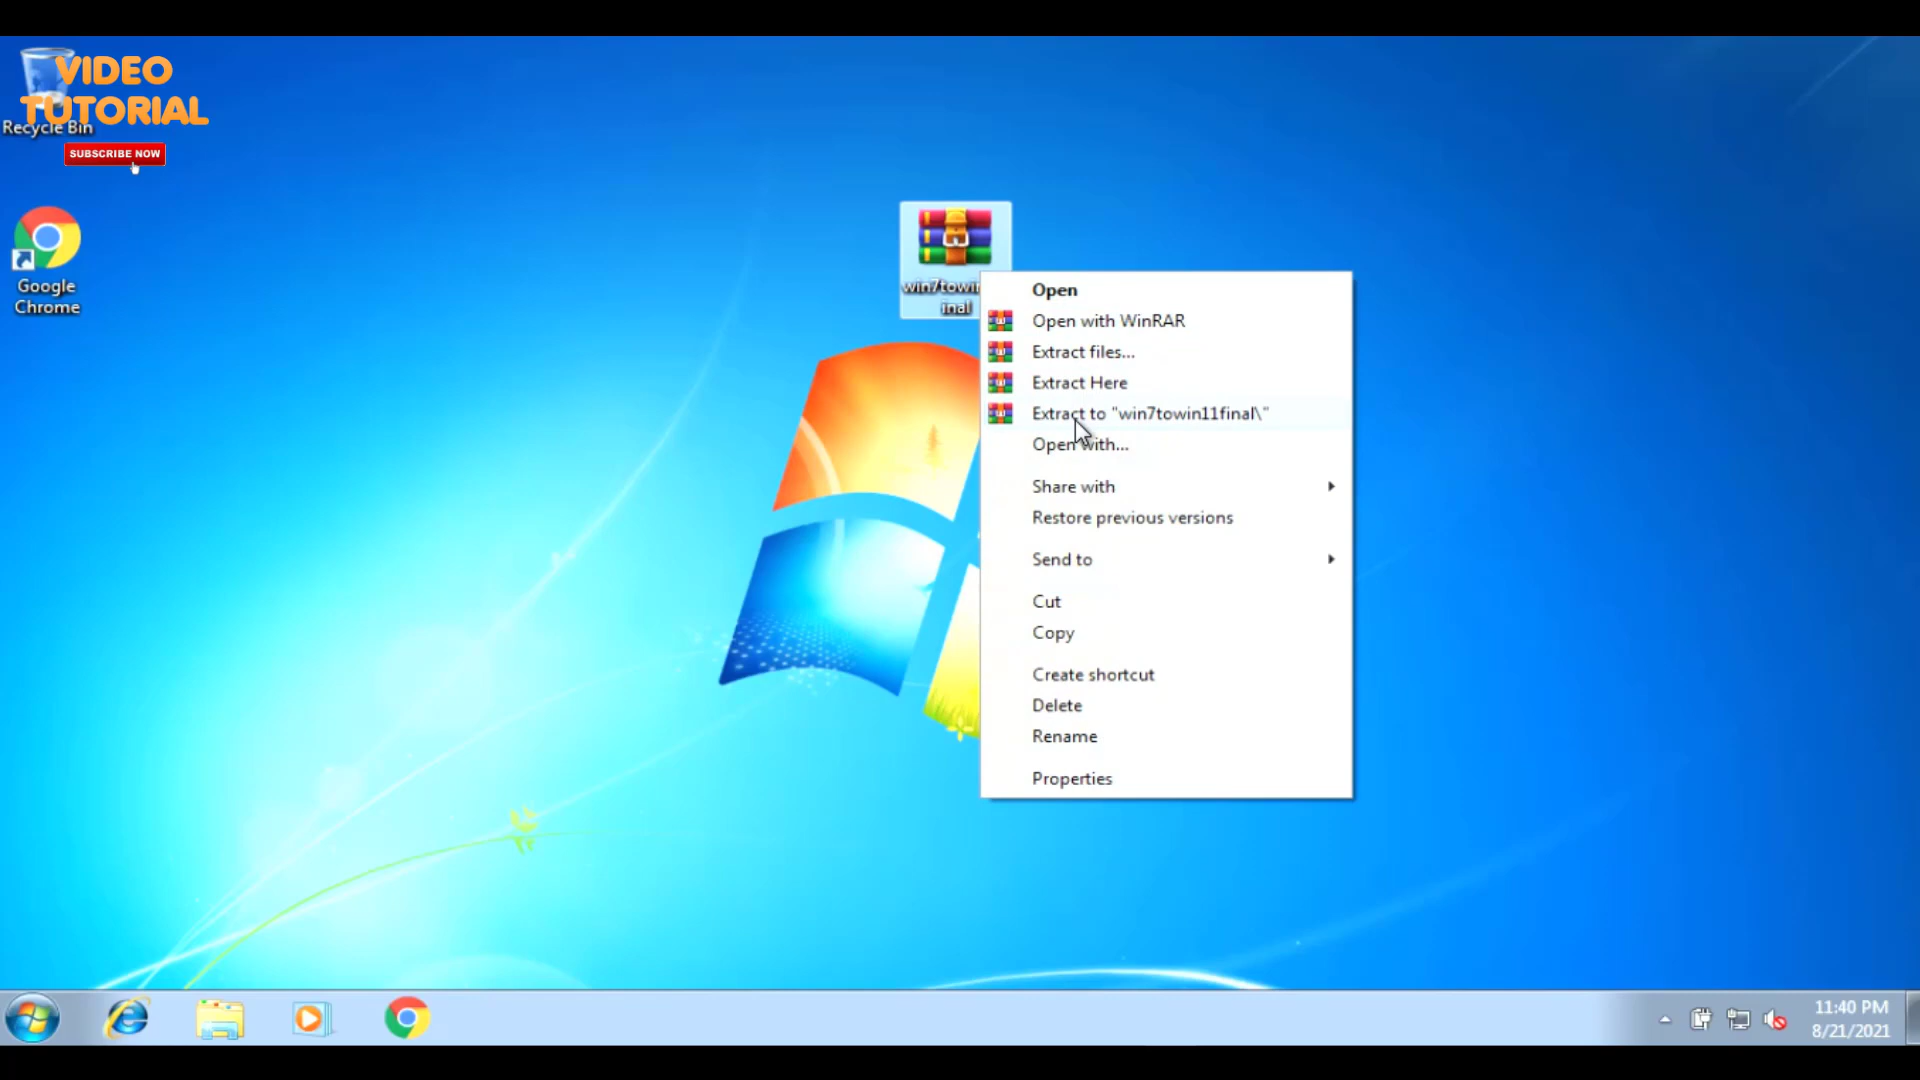 VIDEO
TUTORIAL
Recycle Bin
SUBSCRIBE NOW
Google
Chrome
inal
Open
Open with WinRAR
Extract files...
Extract Here
Extract to "win7towin11final\"
Open with...
Share with
Restore previous versions
Send to
Cut
Copy
Create shortcut
Delete
Rename
Properties
11:40 PM
8/21/2021